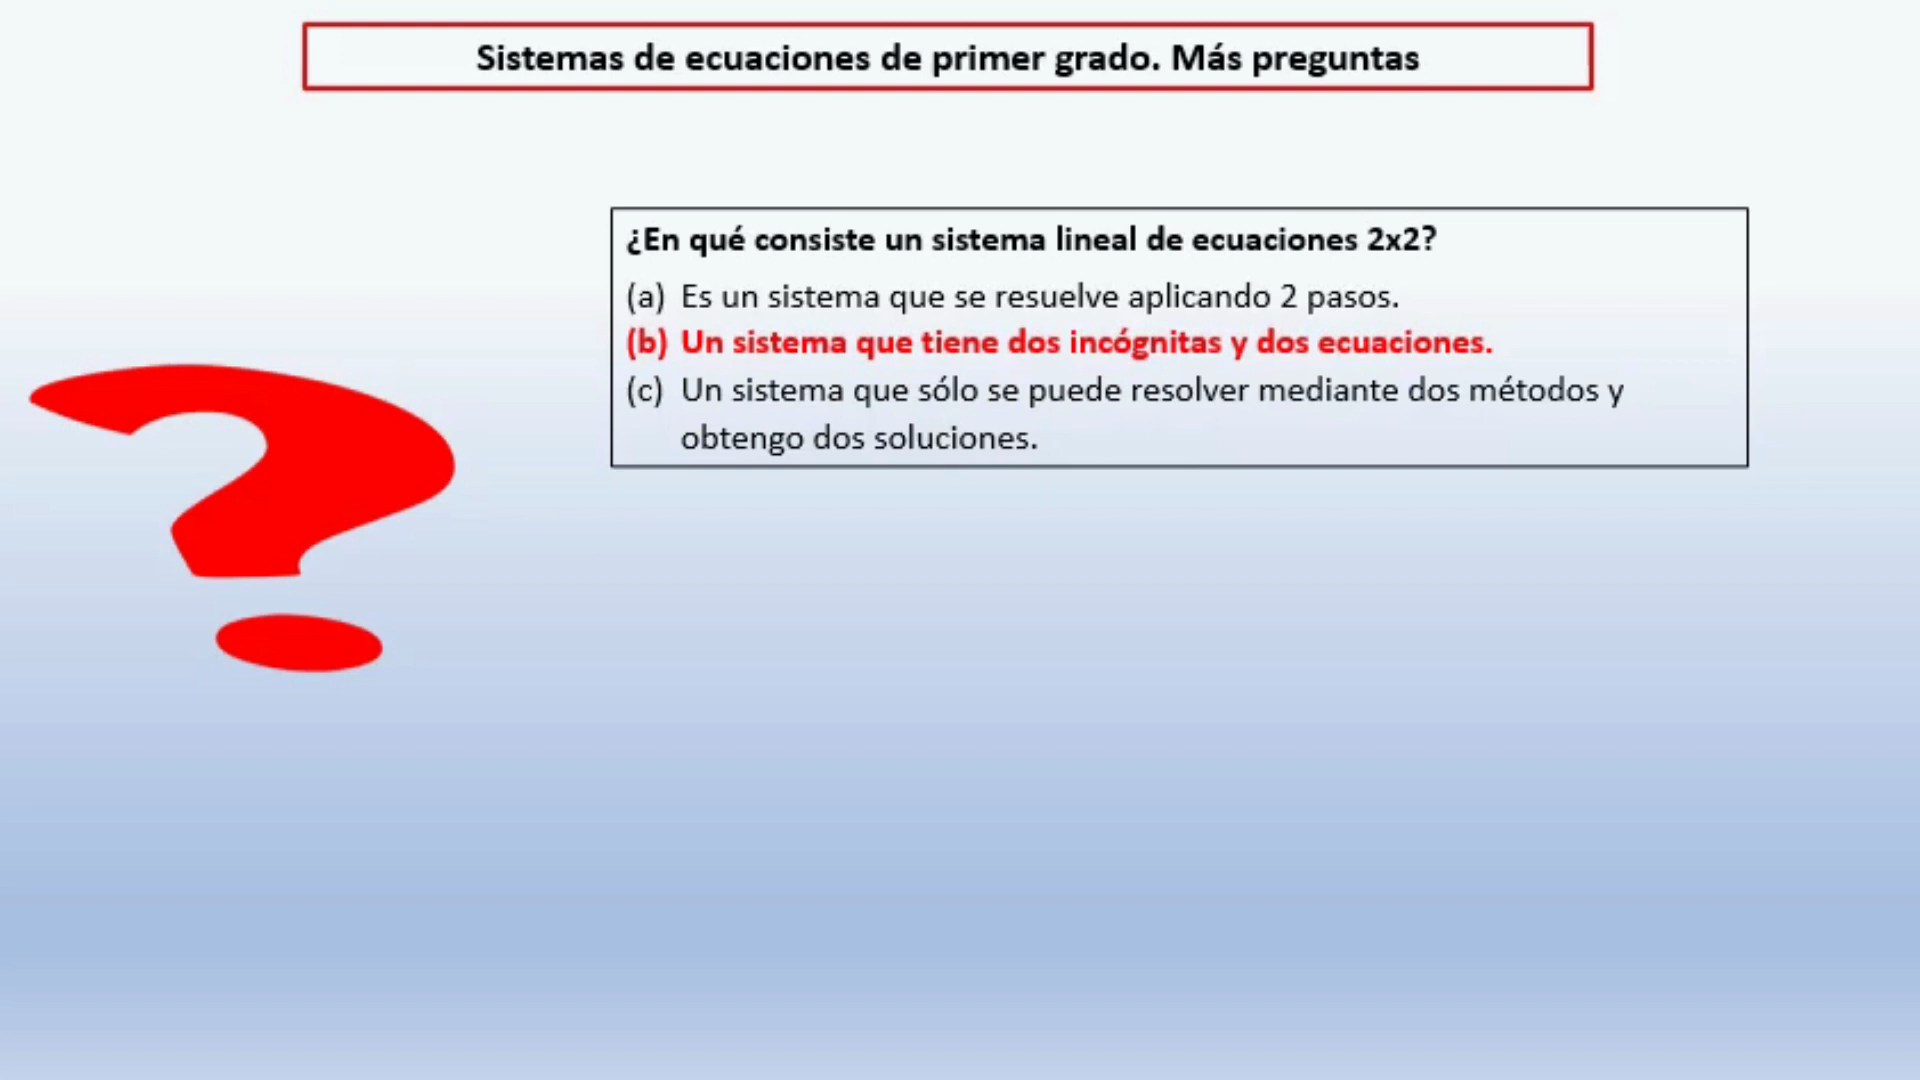 Sistemas de ecuaciones de primer grado. Más preguntas
¿En qué consiste un sistema lineal de ecuaciones 2x2?
(a) Es un sistema que se resuelve aplicando 2 pasos.
(b) Un sistema que tiene dos incógnitas y dos ecuaciones.
(c) Un sistema que sólo se puede resolver mediante dos métodos y
obtengo dos soluciones.
?